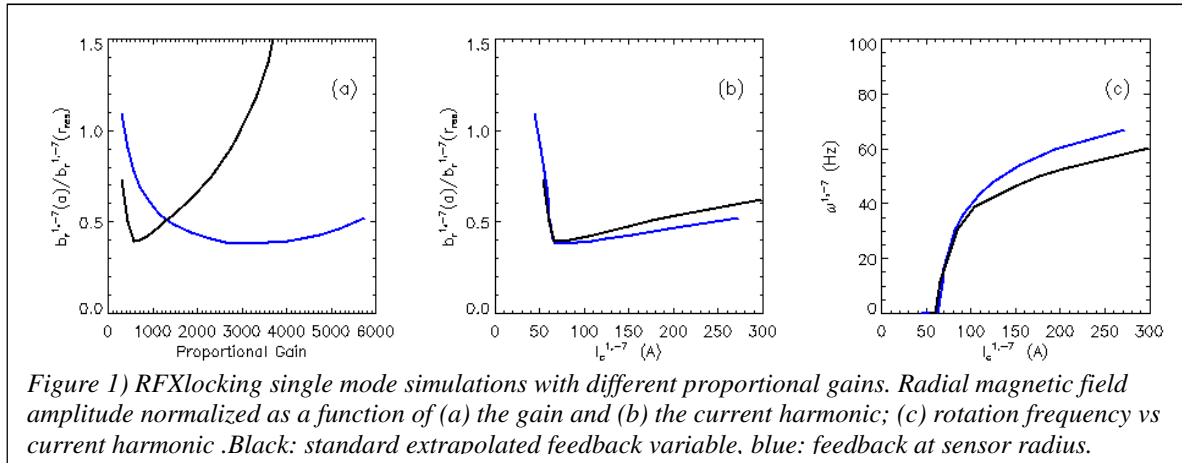 1.5
1.0
0.5
0.0
b_r^1,-7(a)/b_r^1,-7(r_res)
(a)
1000 2000 3000 4000 5000 6000
Proportional Gain
1.5
1.0
0.5
0.0
b_r^1,-7(a)/b_r^1,-7(r_res)
(b)
0 50 100 150 200 250 300
I_c^1,-7 (A)
100
80
60
40
20
0
ω^1,-7 (Hz)
(c)
0 50 100 150 200 250 300
I_c^1,-7 (A)
Figure 1) RFXlocking single mode simulations with different proportional gains. Radial magnetic field
amplitude normalized as a function of (a) the gain and (b) the current harmonic; (c) rotation frequency vs
current harmonic .Black: standard extrapolated feedback variable, blue: feedback at sensor radius.